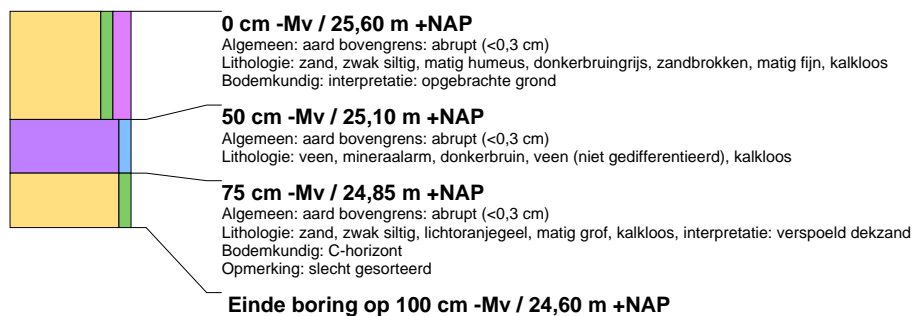 0 cm -Mv / 25,60 m +NAP
Algemeen: aard bovengrens: abrupt (<0,3 cm)
Lithologie: zand, zwak siltig, matig humeus, donkerbruingrijs, zandbrokken, matig fijn, kalkloos
Bodemkundig: interpretatie: opgebrachte grond
50 cm -Mv / 25,10 m +NAP
Algemeen: aard bovengrens: abrupt (<0,3 cm)
Lithologie: veen, mineraalarm, donkerbruin, veen (niet gedifferentieerd), kalkloos
75 cm -Mv / 24,85 m +NAP
Algemeen: aard bovengrens: abrupt (<0,3 cm)
Lithologie: zand, zwak siltig, lichtoranjegeel, matig grof, kalkloos, interpretatie: verspoeld dekzand
Bodemkundig: C-horizont
Opmerking: slecht gesorteerd
Einde boring op 100 cm -Mv / 24,60 m +NAP